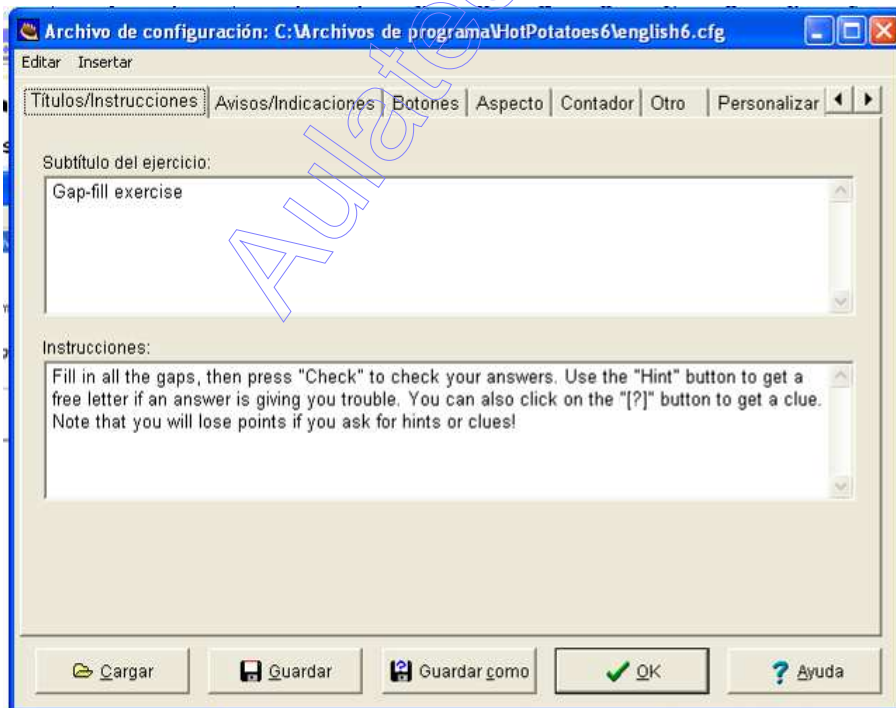 Archivo de configuración: C:\Archivos de programa\HotPotatoes6\english6.cfg
Editar Insertar
Títulos/Instrucciones Avisos/Indicaciones Botones Aspecto Contador Otro Personalizar
Subtítulo del ejercicio:
Gap-fill exercise
Instrucciones:
Fill in all the gaps, then press "Check" to check your answers. Use the "Hint" button to get a
free letter if an answer is giving you trouble. You can also click on the "[?]" button to get a clue.
Note that you will lose points if you ask for hints or clues!
Cargar Guardar Guardar como OK Ayuda